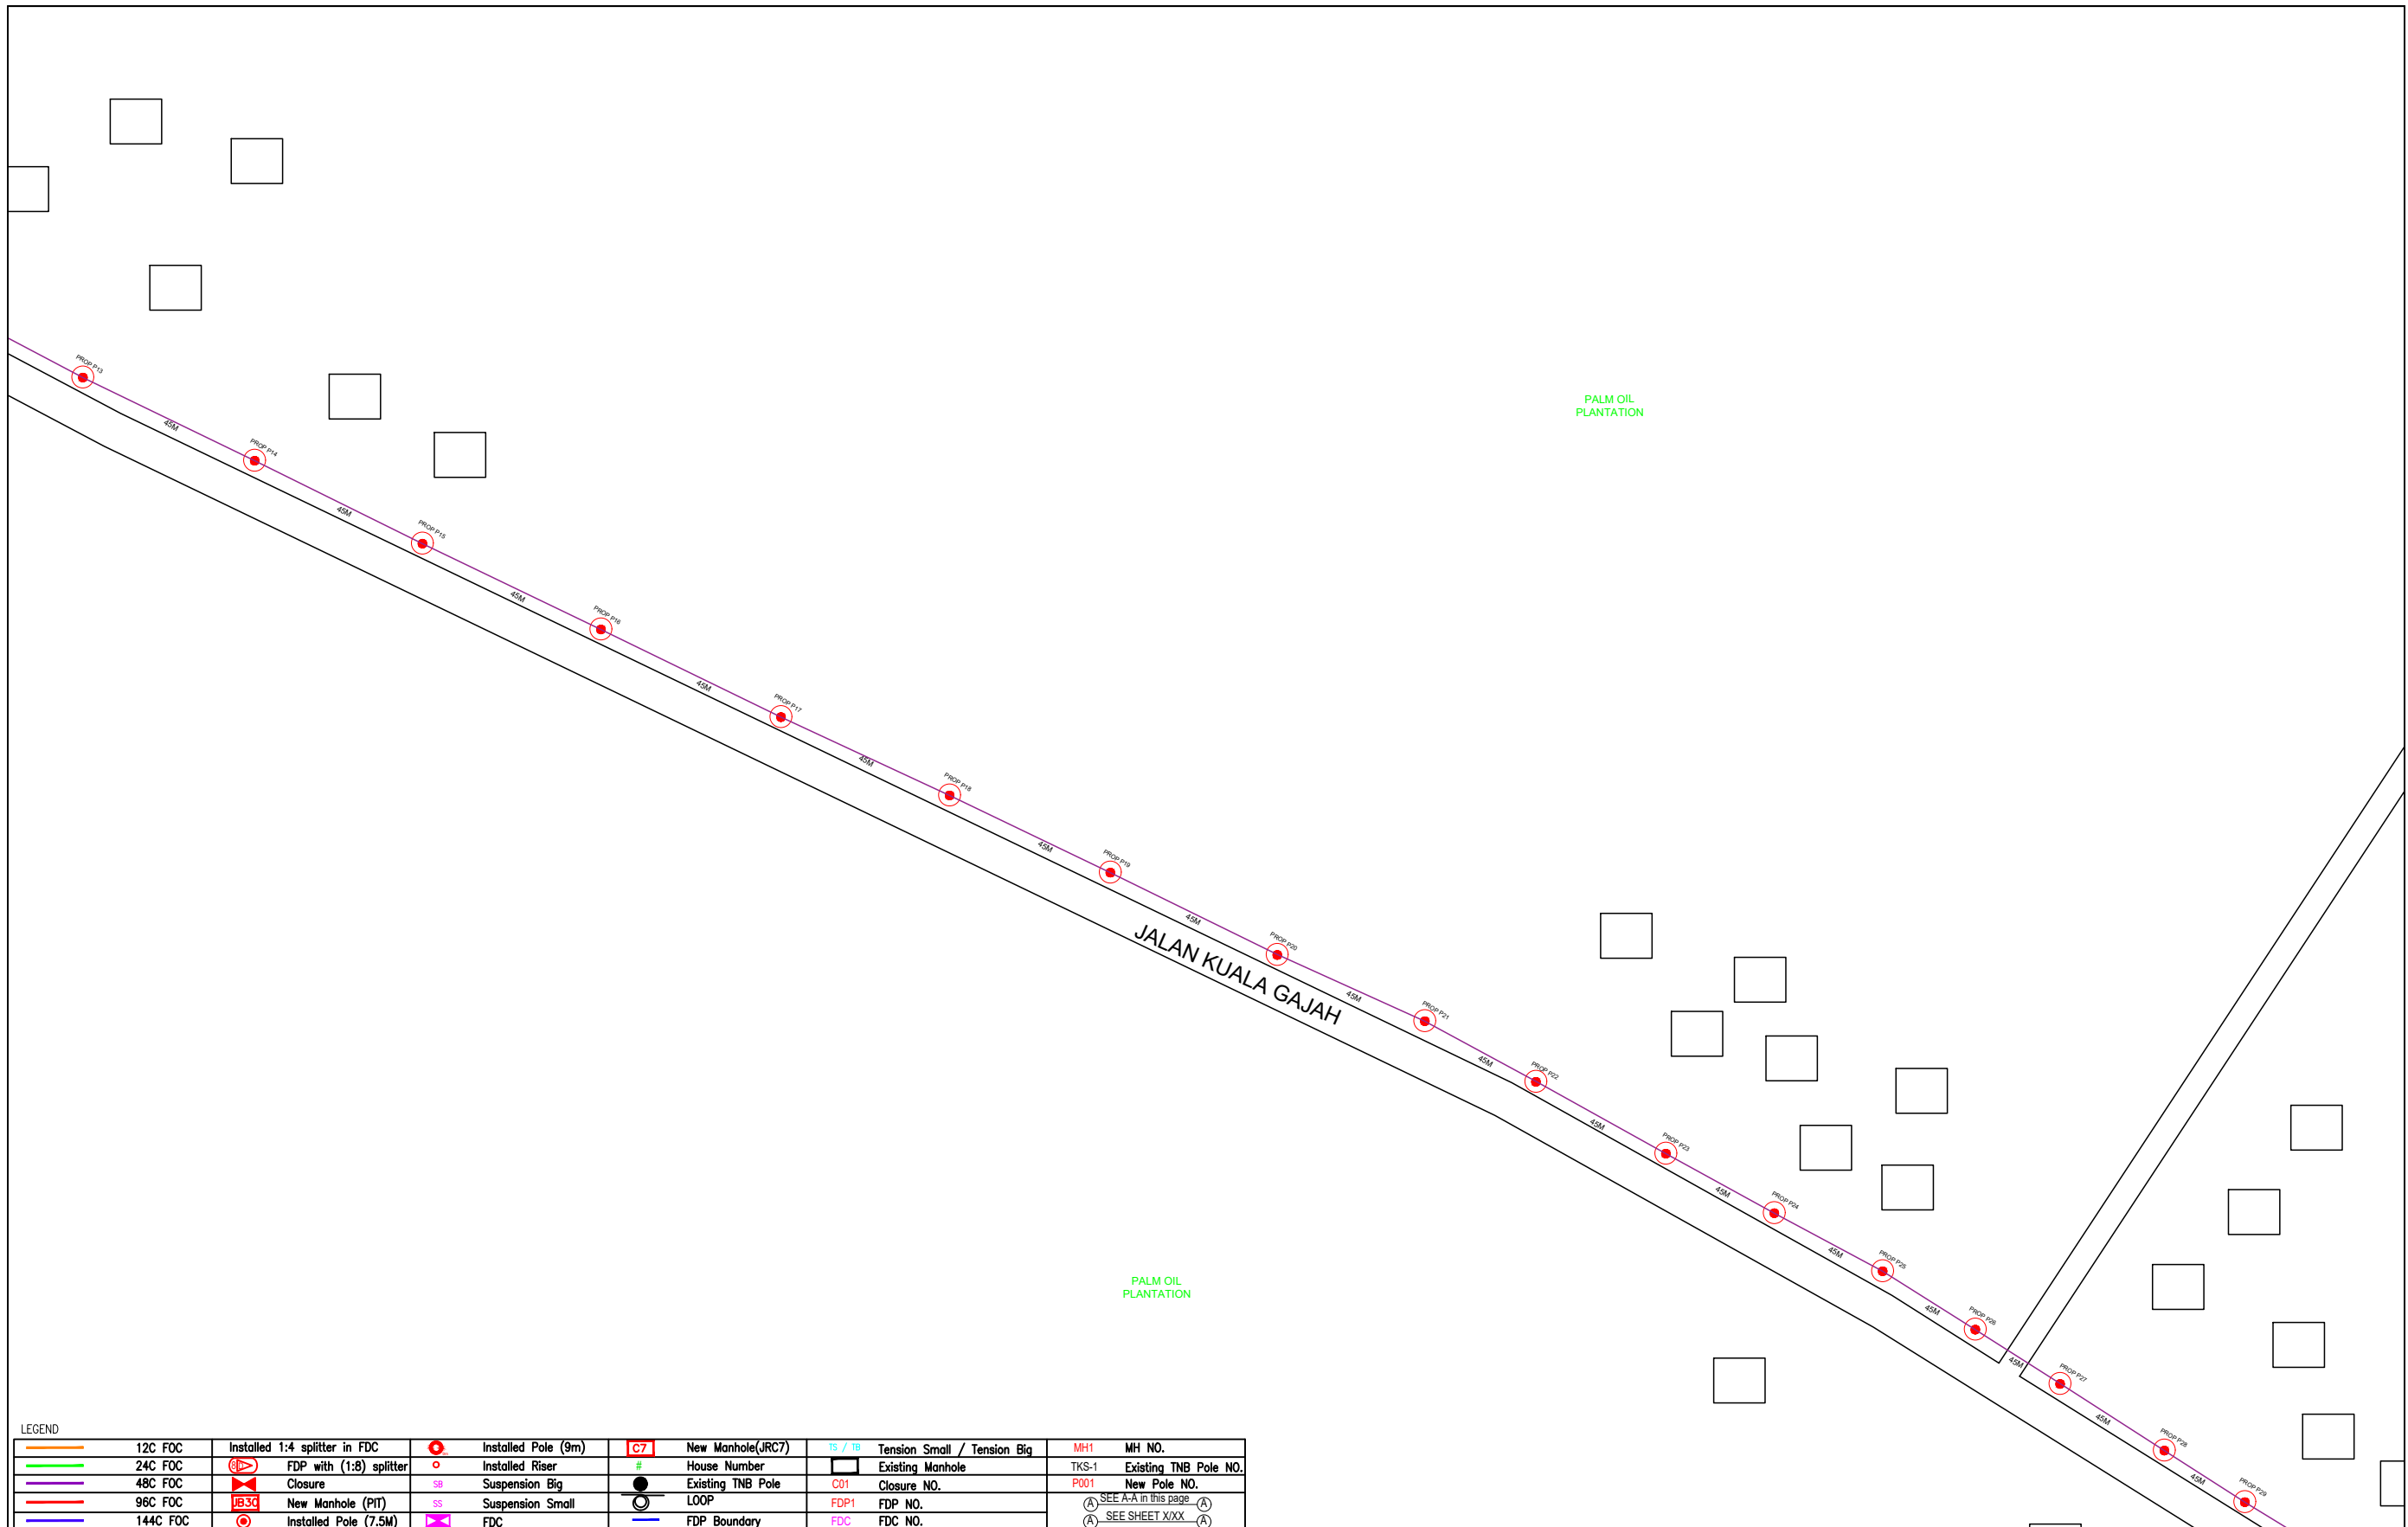 PROP P13
45M
PROP P14
45M
PROP P15
45M
PROP P16
45M
PROP P17
45M
PROP P18
45M
PROP P19
45M
PROP P20
45M
PROP P21
45M
PROP P22
45M
PROP P23
45M
PROP P24
45M
PROP P25
45M
PROP P26
45M
PROP P27
45M
PROP P28
45M
PROP P29
PALM OIL
PLANTATION
JALAN KUALA GAJAH
PALM OIL
PLANTATION
LEGEND
12C FOC Installed 1:4 splitter in FDC Installed Pole (9m) C7 New Manhole(JRC7) TS / TB Tension Small / Tension Big MH1 MH NO.
24C FOC FDP with (1:8) splitter Installed Riser # House Number Existing Manhole TKS-1 Existing TNB Pole NO.
48C FOC Closure SB Suspension Big Existing TNB Pole C01 Closure NO. P001 New Pole NO.
96C FOC JB30 New Manhole (PIT) SS Suspension Small LOOP FDP1 FDP NO. A SEE A-A in this page A
144C FOC Installed Pole (7.5M) FDC FDP Boundary FDC FDC NO. A SEE SHEET X/XX A